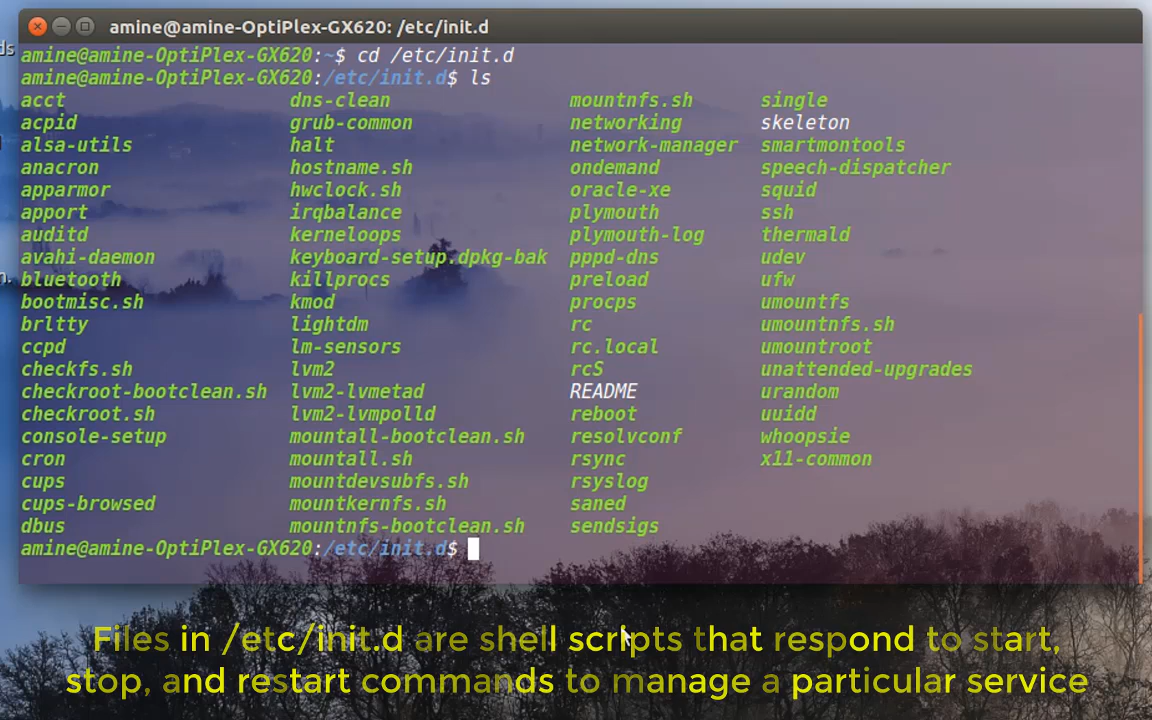 ds
amine@amine-OptiPlex-GX620: /etc/init.d
amine@amine-OptiPlex-GX620:~$ cd /etc/init.d
amine@amine-OptiPlex-GX620:/etc/init.d$ ls
acct dns-clean mountnfs.sh single
acpid grub-common networking skeleton
alsa-utils halt network-manager smartmontools
anacron hostname.sh ondemand speech-dispatcher
apparmor hwclock.sh oracle-xe squid
apport irqbalance plymouth ssh
auditd kerneloops plymouth-log thermald
avahi-daemon keyboard-setup.dpkg-bak pppd-dns udev
bluetooth killprocs preload ufw
bootmisc.sh kmod procps umountfs
brltty lightdm rc umountnfs.sh
ccpd lm-sensors rc.local umountroot
checkfs.sh lvm2 rcS unattended-upgrades
checkroot-bootclean.sh lvm2-lvmetad README urandom
checkroot.sh lvm2-lvmpolld reboot uuidd
console-setup mountall-bootclean.sh resolvconf whoopsie
cron mountall.sh rsync x11-common
cups mountdevsubfs.sh rsyslog
cups-browsed mountkernfs.sh saned
dbus mountnfs-bootclean.sh sendsigs
amine@amine-OptiPlex-GX620:/etc/init.d$
Files in /etc/init.d are shell scripts that respond to start,
stop, and restart commands to manage a particular service